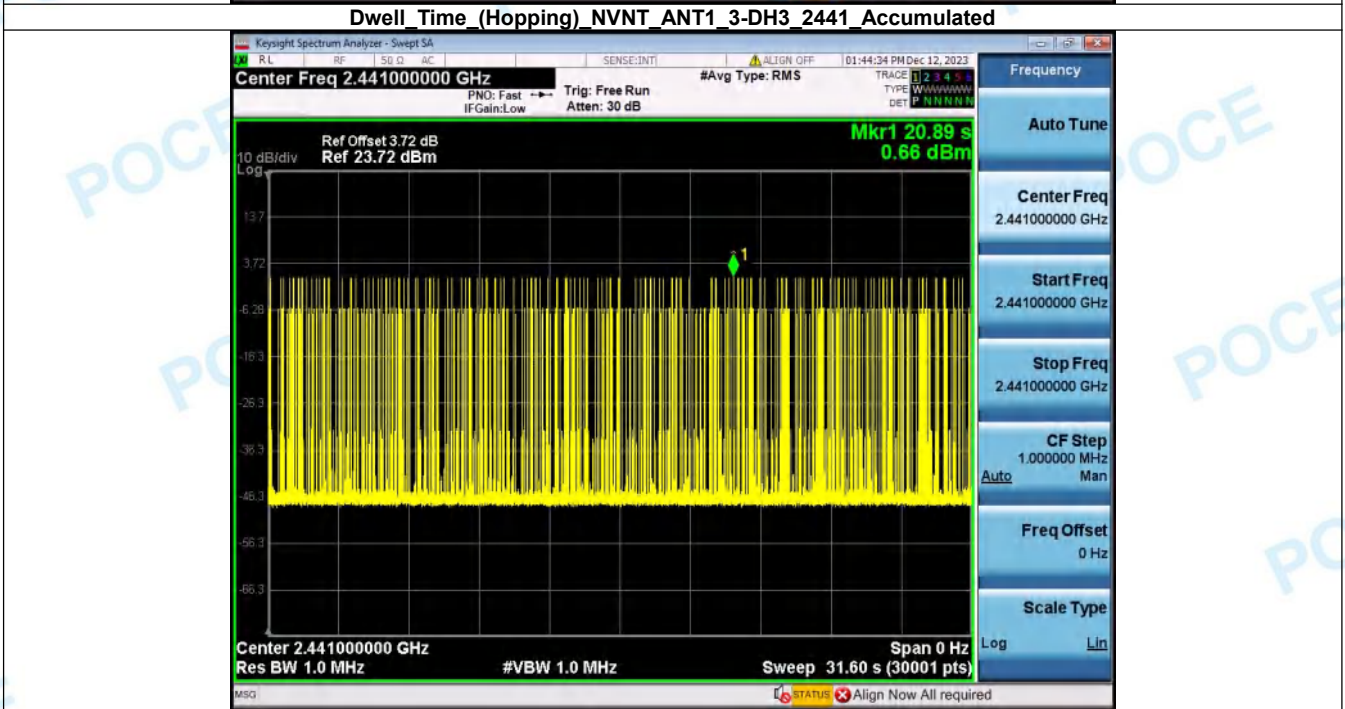 Dwell_Time_(Hopping)_NVNT_ANT1_3-DH3_2441_Accumulated
Keysight Spectrum Analyzer - Swept SA
RL RF 50 Ω AC SENSE:INT ALIGN OFF 01:44:34 PM Dec 12, 2023
Center Freq 2.441000000 GHz #Avg Type: RMS TRACE 1 2 3 4 5 6
PNO: Fast Trig: Free Run TYPE WWWWWW
IFGain:Low Atten: 30 dB DET P N N N N N
Mkr1 20.89 s
0.66 dBm
Ref Offset 3.72 dB
10 dB/div Ref 23.72 dBm
Log
13.7
3.72
-6.28
-16.3
-26.3
-36.3
-46.3
-56.3
-66.3
1
Center 2.441000000 GHz Span 0 Hz
Res BW 1.0 MHz #VBW 1.0 MHz Sweep 31.60 s (30001 pts)
MSG STATUS Align Now All required
Frequency
Auto Tune
Center Freq
2.441000000 GHz
Start Freq
2.441000000 GHz
Stop Freq
2.441000000 GHz
CF Step
1.000000 MHz
Auto Man
Freq Offset
0 Hz
Scale Type
Log Lin
POCE
POCE
POCE